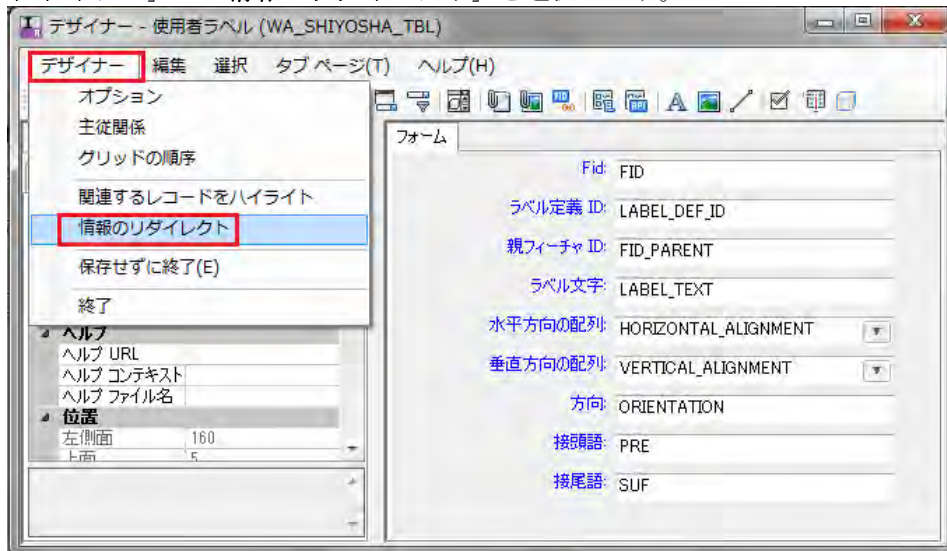 デザイナー - 使用者ラベル (WA_SHIYOSHA_TBL)
デザイナー 編集 選択 タブ ページ(T) ヘルプ(H)
オプション
主従関係
グリッドの順序
関連するレコードをハイライト
情報のリダイレクト
保存せずに終了(E)
終了
ヘルプ
ヘルプ URL
ヘルプ コンテキスト
ヘルプ ファイル名
位置
左側面 160
上面 5
フォーム
Fid: FID
ラベル定義 ID: LABEL_DEF_ID
親フィーチャ ID: FID_PARENT
ラベル文字: LABEL_TEXT
水平方向の配列: HORIZONTAL_ALIGNMENT
垂直方向の配列: VERTICAL_ALIGNMENT
方向: ORIENTATION
接頭語: PRE
接尾語: SUF